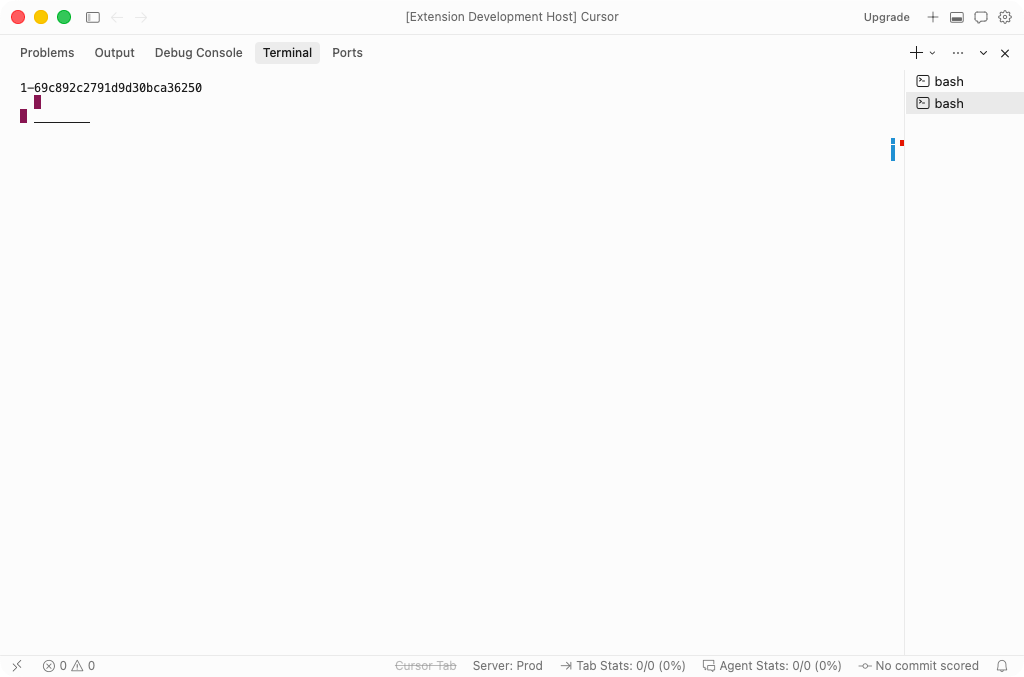 [Extension Development Host] Cursor
Upgrade
Problems Output Debug Console Terminal Ports
1-69c892c2791d9d30bca36250
bash
bash
0 0 Cursor Tab Server: Prod Tab Stats: 0/0 (0%) Agent Stats: 0/0 (0%) No commit scored